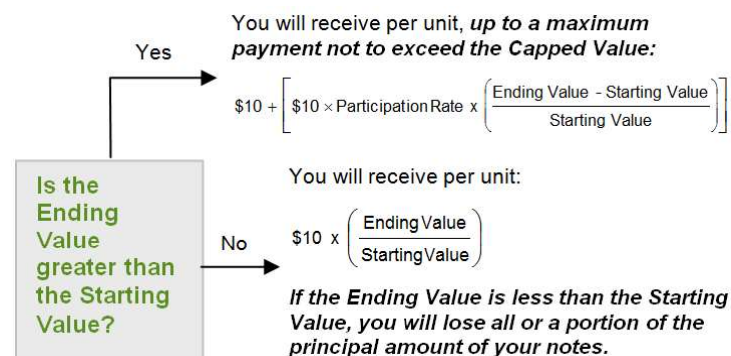 You will receive per unit, up to a maximum
payment not to exceed the Capped Value:
Yes
$10 + [ $10 × Participation Rate x ( Ending Value - Starting Value / Starting Value ) ]
You will receive per unit:
Is the
Ending
Value
greater than
the Starting
Value?
No
$10 x ( Ending Value / StartingValue )
If the Ending Value is less than the Starting
Value, you will lose all or a portion of the
principal amount of your notes.